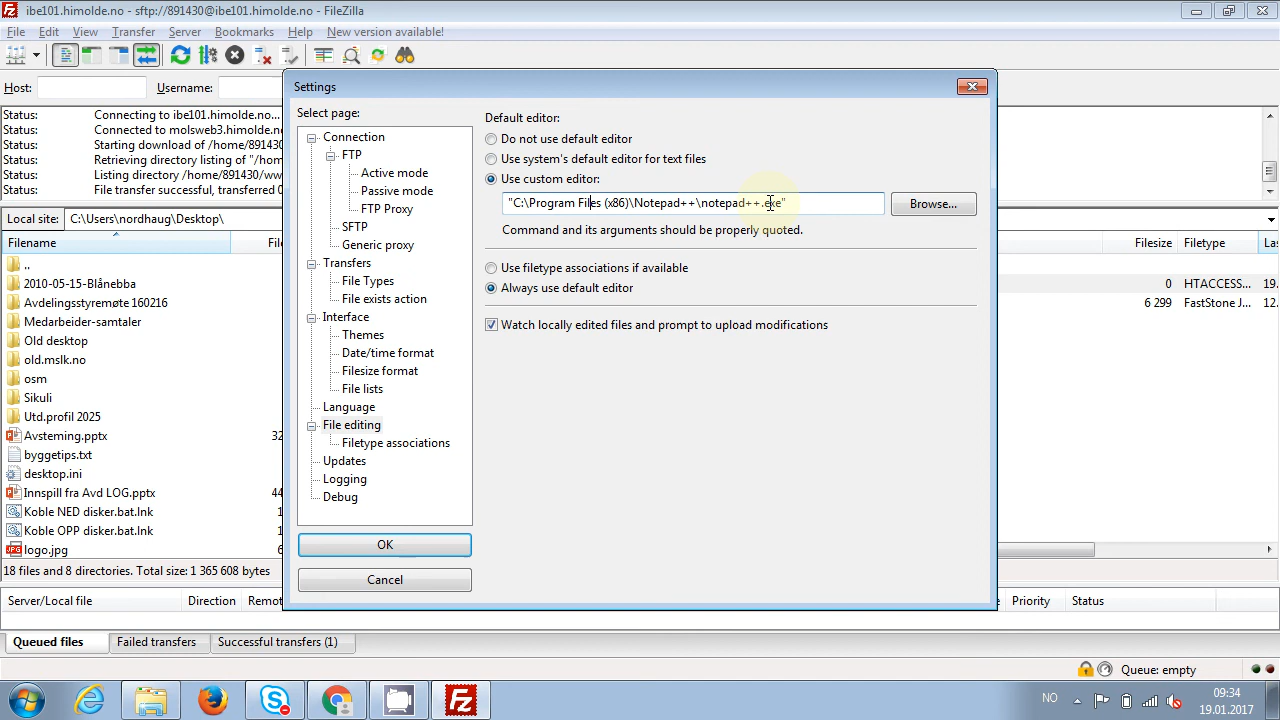 ibe101.himolde.no - sftp://891430@ibe101.himolde.no - FileZilla
File Edit View Transfer Server Bookmarks Help New version available!
Host: Username:
Status: Connecting to ibe101.himolde.no...
Status: Connected to molsweb3.himolde.no
Status: Starting download of /home/891430
Status: Retrieving directory listing of "/hom
Status: Listing directory /home/891430/ww
Status: File transfer successful, transferred
Local site: C:\Users\nordhaug\Desktop\
Filename
..
2010-05-15-Blånebba
Avdelingsstyremøte 160216
Medarbeider-samtaler
Old desktop
old.mslk.no
osm
Sikuli
Utd.profil 2025
Avsteming.pptx 32
byggetips.txt
desktop.ini
Innspill fra Avd LOG.pptx 44
Koble NED disker.bat.lnk 1
Koble OPP disker.bat.lnk 1
logo.jpg 6
18 files and 8 directories. Total size: 1 365 608 bytes
Settings
Select page:
Connection
FTP
Active mode
Passive mode
FTP Proxy
SFTP
Generic proxy
Transfers
File Types
File exists action
Interface
Themes
Date/time format
Filesize format
File lists
Language
File editing
Filetype associations
Updates
Logging
Debug
OK
Cancel
Default editor:
Do not use default editor
Use system's default editor for text files
Use custom editor:
"C:\Program Files (x86)\Notepad++\notepad++.exe" Browse...
Command and its arguments should be properly quoted.
Use filetype associations if available
Always use default editor
Watch locally edited files and prompt to upload modifications
Filesize Filetype Las
0 HTACCESS... 19.
6 299 FastStone J... 12.
Server/Local file Direction Remot Priority Status
Queued files Failed transfers Successful transfers (1)
Queue: empty
NO 09:34
19.01.2017